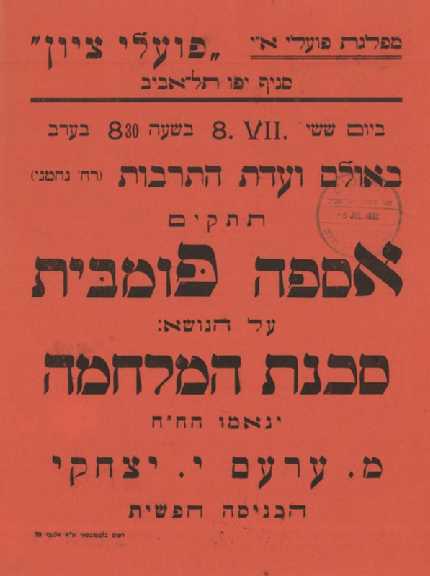 מפלגת פועלי א״י „פועלי ציון"
סניף יפו תל־אביב
ביום ששי 8. VII. בשעה 8³⁰ בערב
באולם ועדת התרבות (רח׳ נחמני)
תתקים
אספה פומבית
על הנושא:
סכנת המלחמה
ינאמו הח״ח
מ. ערעם י. יצחקי
הכניסה חפשית